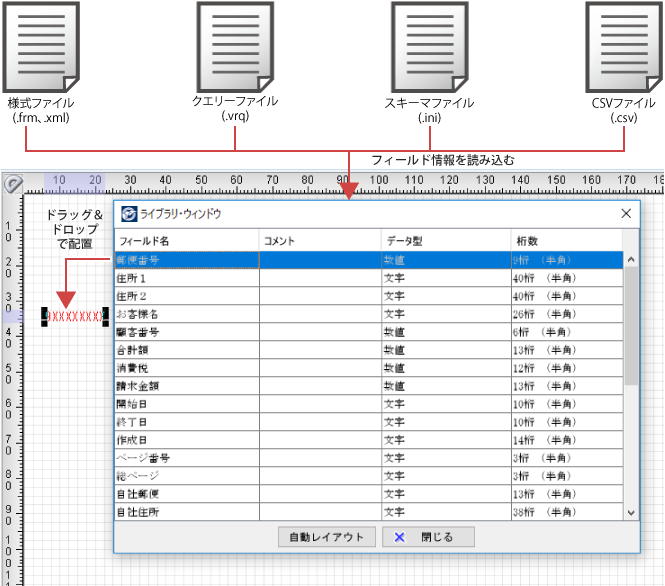 様式ファイル
(.frm、.xml)
クエリーファイル
(.vrq)
スキーマファイル
(.ini)
CSVファイル
(.csv)
フィールド情報を読み込む
10 20 30 40 50 60 70 80 90 100 110 120 130 140 150 160 170 18
10
20
30
40
50
60
70
80
90
100
110
ドラッグ&
ドロップ
で配置
9XXXXXXXX
ライブラリ・ウィンドウ
フィールド名 コメント データ型 桁数
郵便番号 数値 9桁 (半角)
住所1 文字 40桁 (半角)
住所2 文字 40桁 (半角)
お客様名 文字 26桁 (半角)
顧客番号 数値 6桁 (半角)
合計額 数値 13桁 (半角)
消費税 数値 12桁 (半角)
請求金額 数値 13桁 (半角)
開始日 文字 10桁 (半角)
終了日 文字 10桁 (半角)
作成日 文字 14桁 (半角)
ページ番号 文字 3桁 (半角)
総ページ 文字 3桁 (半角)
自社郵便 文字 13桁 (半角)
自社住所 文字 38桁 (半角)
自動レイアウト 閉じる